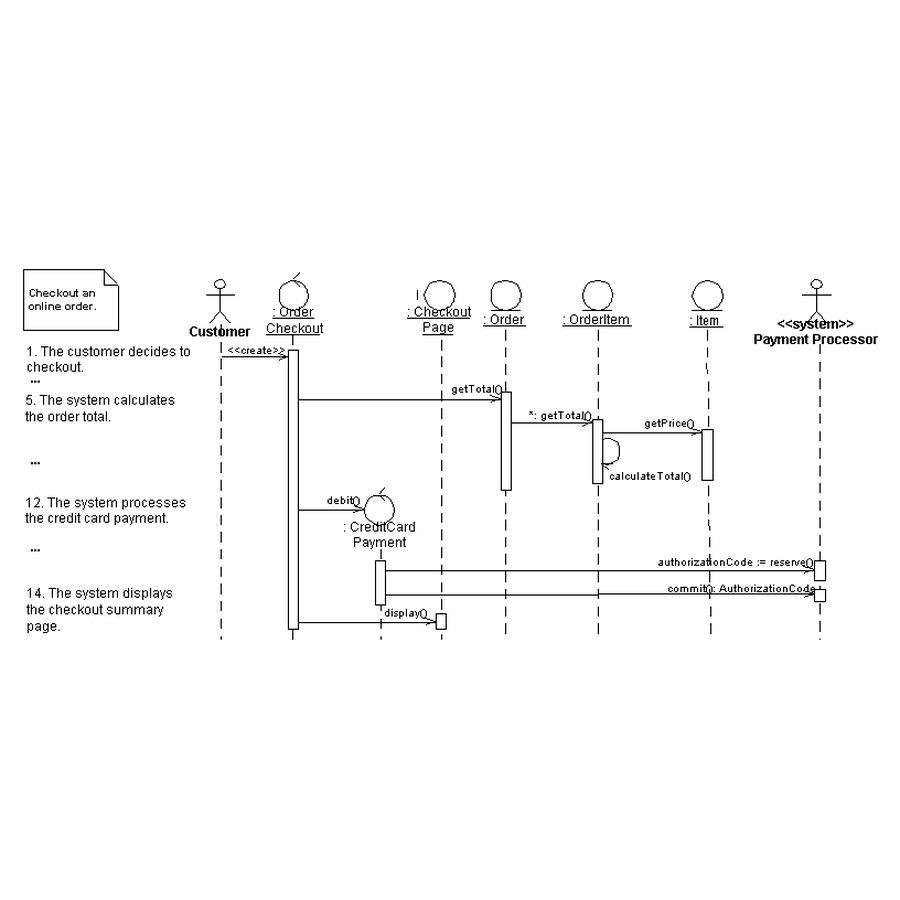 Checkout an
online order.
Customer
: Order
Checkout
: Checkout
Page
: Order
: OrderItem
: Item
<<system>>
Payment Processor
1. The customer decides to
checkout.
...
<<create>>
5. The system calculates
the order total.
getTotal()
*: getTotal()
getPrice()
calculateTotal()
...
12. The system processes
the credit card payment.
debit()
: CreditCard
Payment
...
authorizationCode := reserve()
commit(): AuthorizationCode
14. The system displays
the checkout summary
page.
display()